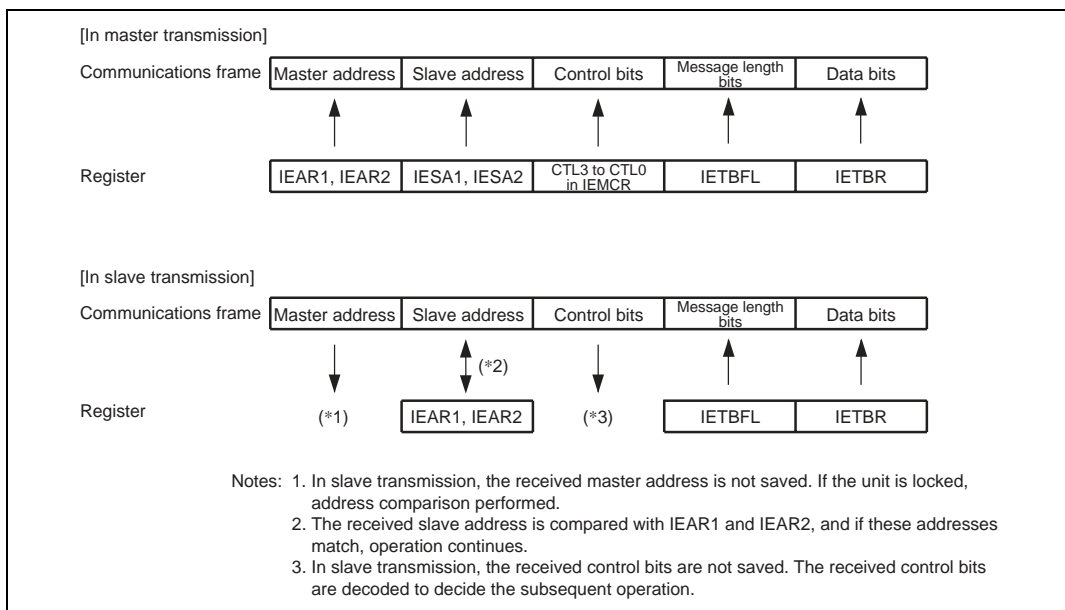 [In master transmission]
Communications frame Master address Slave address Control bits Message length bits Data bits
Register IEAR1, IEAR2 IESA1, IESA2 CTL3 to CTL0 in IEMCR IETBFL IETBR
[In slave transmission]
Communications frame Master address Slave address Control bits Message length bits Data bits
(*2)
Register (*1) IEAR1, IEAR2 (*3) IETBFL IETBR
Notes: 1. In slave transmission, the received master address is not saved. If the unit is locked,
address comparison performed.
2. The received slave address is compared with IEAR1 and IEAR2, and if these addresses
match, operation continues.
3. In slave transmission, the received control bits are not saved. The received control bits
are decoded to decide the subsequent operation.